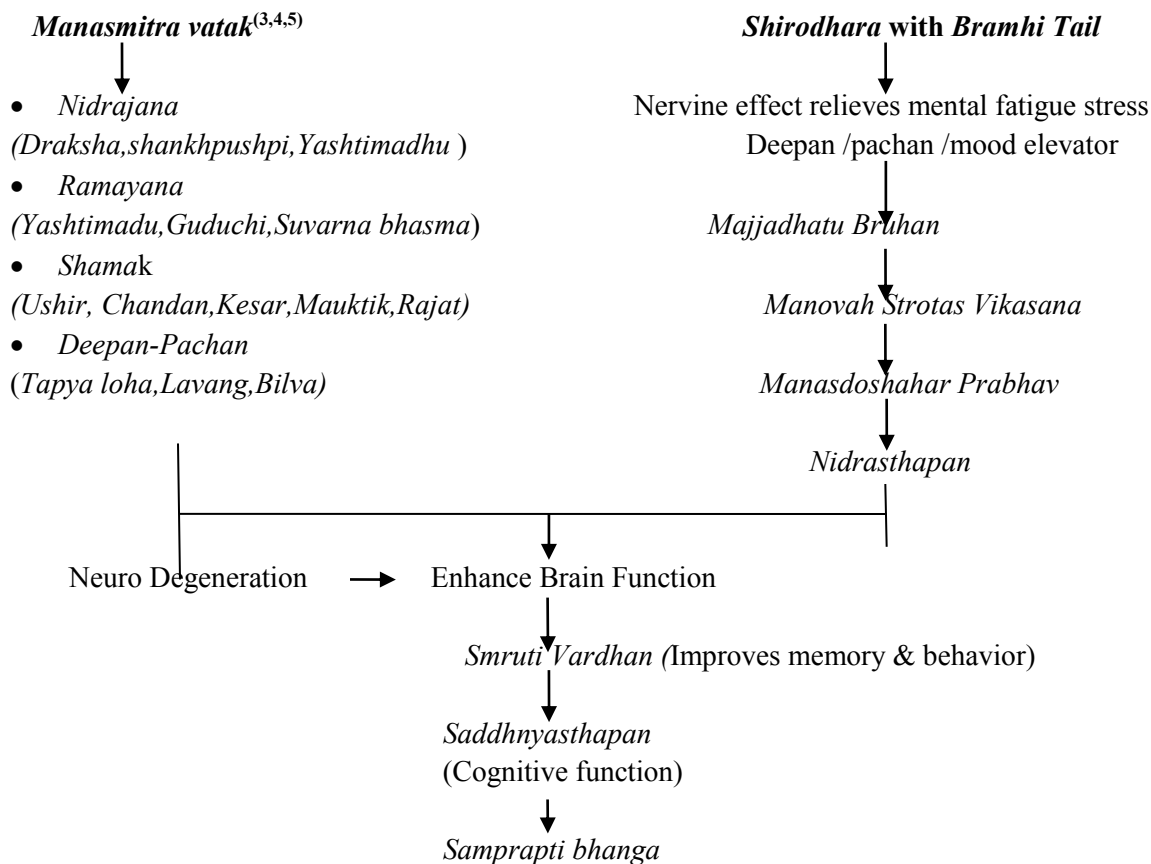 Manasmitra vatak(3,4,5)
• Nidrajana
(Draksha,shankhpushpi,Yashtimadhu )
• Ramayana
(Yashtimadu,Guduchi,Suvarna bhasma)
• Shamak
(Ushir, Chandan,Kesar,Mauktik,Rajat)
• Deepan-Pachan
(Tapya loha,Lavang,Bilva)
Shirodhara with Bramhi Tail
Nervine effect relieves mental fatigue stress
Deepan /pachan /mood elevator
Majjadhatu Bruhan
Manovah Strotas Vikasana
Manasdoshahar Prabhav
Nidrasthapan
Neuro Degeneration
Enhance Brain Function
Smruti Vardhan (Improves memory & behavior)
Saddhnyasthapan
(Cognitive function)
Samprapti bhanga